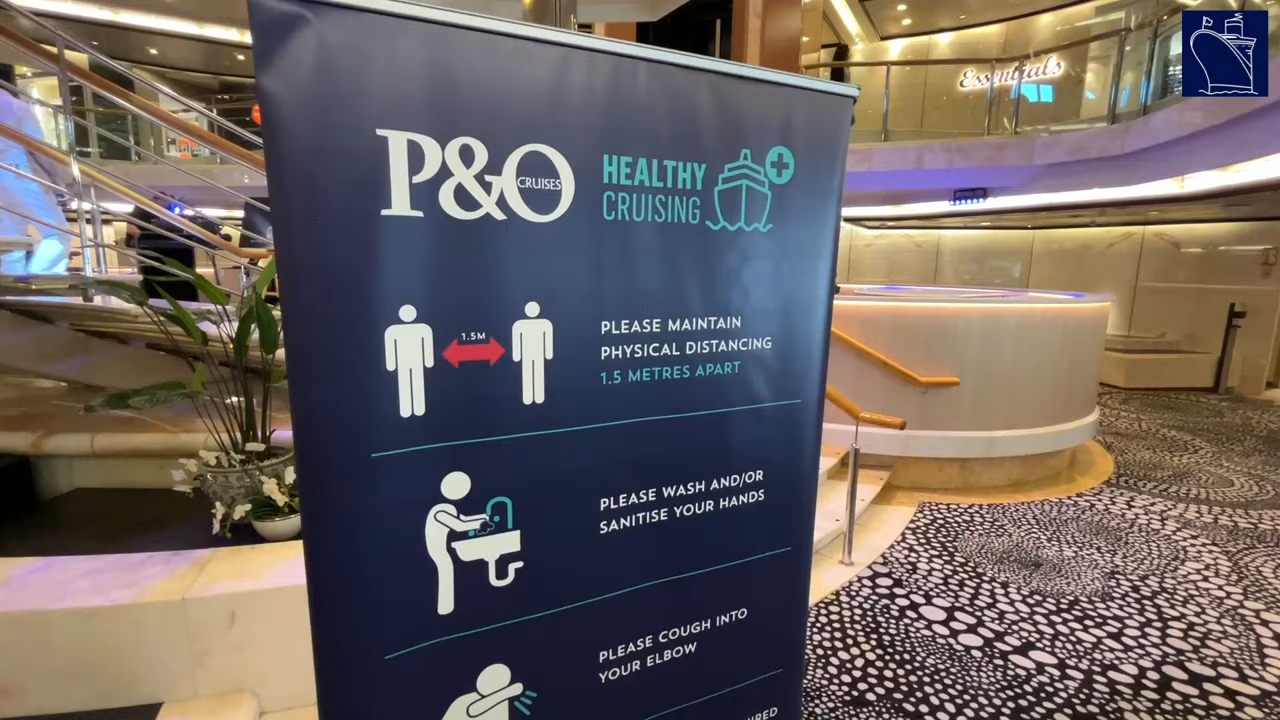 Essentials
P&O
CRUISES
HEALTHY
CRUISING
1.5M
PLEASE MAINTAIN
PHYSICAL DISTANCING
1.5 METRES APART
PLEASE WASH AND/OR
SANITISE YOUR HANDS
PLEASE COUGH INTO
YOUR ELBOW